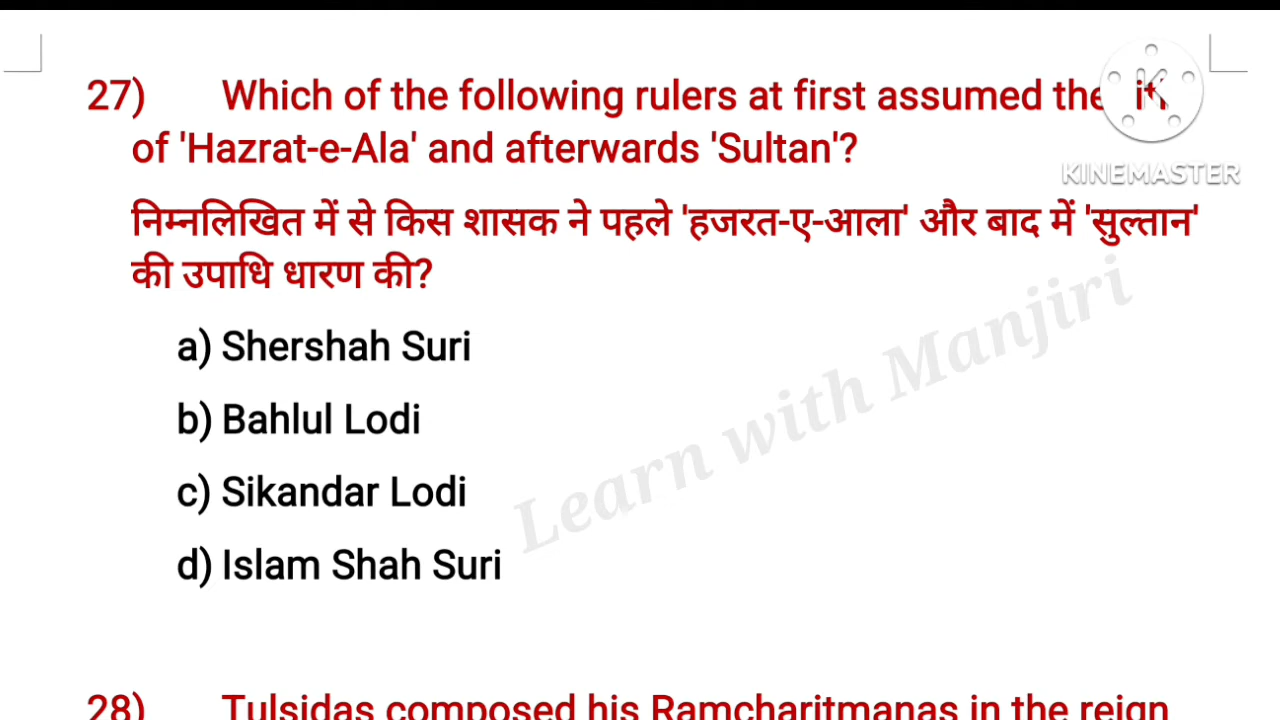 27) Which of the following rulers at first assumed the
of 'Hazrat-e-Ala' and afterwards 'Sultan'?
निम्नलिखित में से किस शासक ने पहले 'हजरत-ए-आला' और बाद में 'सुल्तान'
की उपाधि धारण की?
a) Shershah Suri
b) Bahlul Lodi
c) Sikandar Lodi
d) Islam Shah Suri
28) Tulsidas composed his Ramcharitmanas in the reign
K
KINEMASTER
Learn with Manjiri